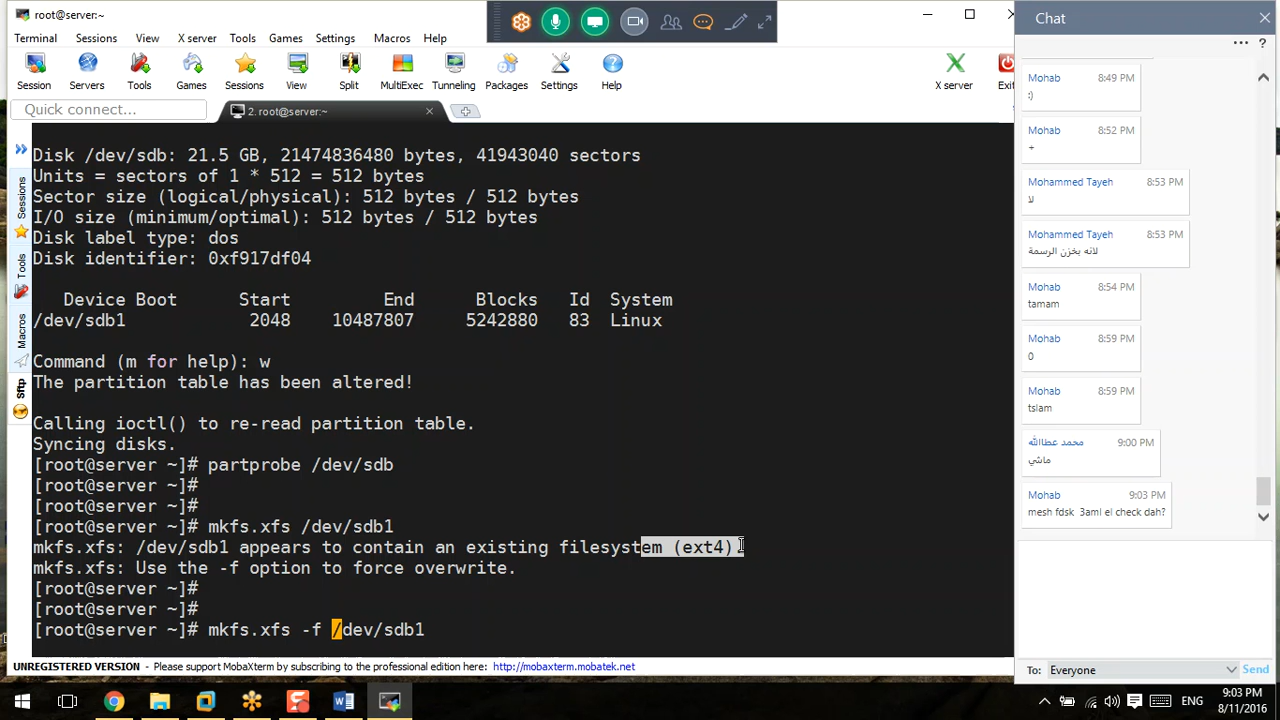 root@server:~
Terminal Sessions View X server Tools Games Settings Macros Help
Session Servers Tools Games Sessions View Split MultiExec Tunneling Packages Settings Help X server Exit
Quick connect...
2. root@server:~
Sessions
Tools
Macros
Sftp
Disk /dev/sdb: 21.5 GB, 21474836480 bytes, 41943040 sectors
Units = sectors of 1 * 512 = 512 bytes
Sector size (logical/physical): 512 bytes / 512 bytes
I/O size (minimum/optimal): 512 bytes / 512 bytes
Disk label type: dos
Disk identifier: 0xf917df04
Device Boot Start End Blocks Id System
/dev/sdb1 2048 10487807 5242880 83 Linux
Command (m for help): w
The partition table has been altered!
Calling ioctl() to re-read partition table.
Syncing disks.
[root@server ~]# partprobe /dev/sdb
[root@server ~]#
[root@server ~]#
[root@server ~]# mkfs.xfs /dev/sdb1
mkfs.xfs: /dev/sdb1 appears to contain an existing filesystem (ext4).
mkfs.xfs: Use the -f option to force overwrite.
[root@server ~]#
[root@server ~]#
[root@server ~]# mkfs.xfs -f /dev/sdb1
UNREGISTERED VERSION - Please support MobaXterm by subscribing to the professional edition here: http://mobaxterm.mobatek.net
Chat
Mohab 8:49 PM
:)
Mohab 8:52 PM
+
Mohammed Tayeh 8:53 PM
لا
Mohammed Tayeh 8:53 PM
لانه بخزن الرسمة
Mohab 8:54 PM
tamam
Mohab 8:59 PM
0
Mohab 8:59 PM
tslam
محمد عطاالله 9:00 PM
ماشي
Mohab 9:03 PM
mesh fdsk 3aml el check dah?
To: Everyone Send
ENG
9:03 PM
8/11/2016